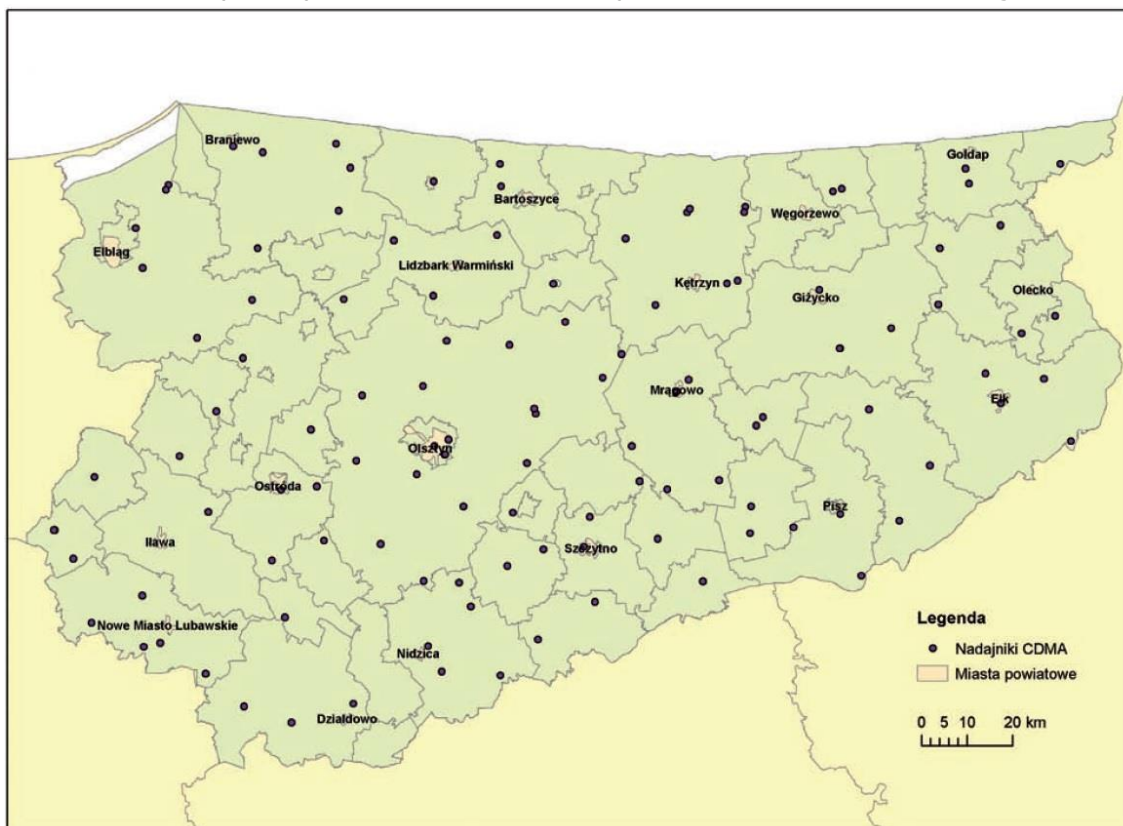 Braniewo
Gołdap
Bartoszyce
Węgorzewo
Elbląg
Lidzbark Warmiński
Kętrzyn
Giżycko
Olecko
Mrągowo
Ełk
Olsztyn
Ostróda
Pisz
Iława
Szczytno
Nowe Miasto Lubawskie
Nidzica
Działdowo
Legenda
Nadajniki CDMA
Miasta powiatowe
0 5 10 20 km